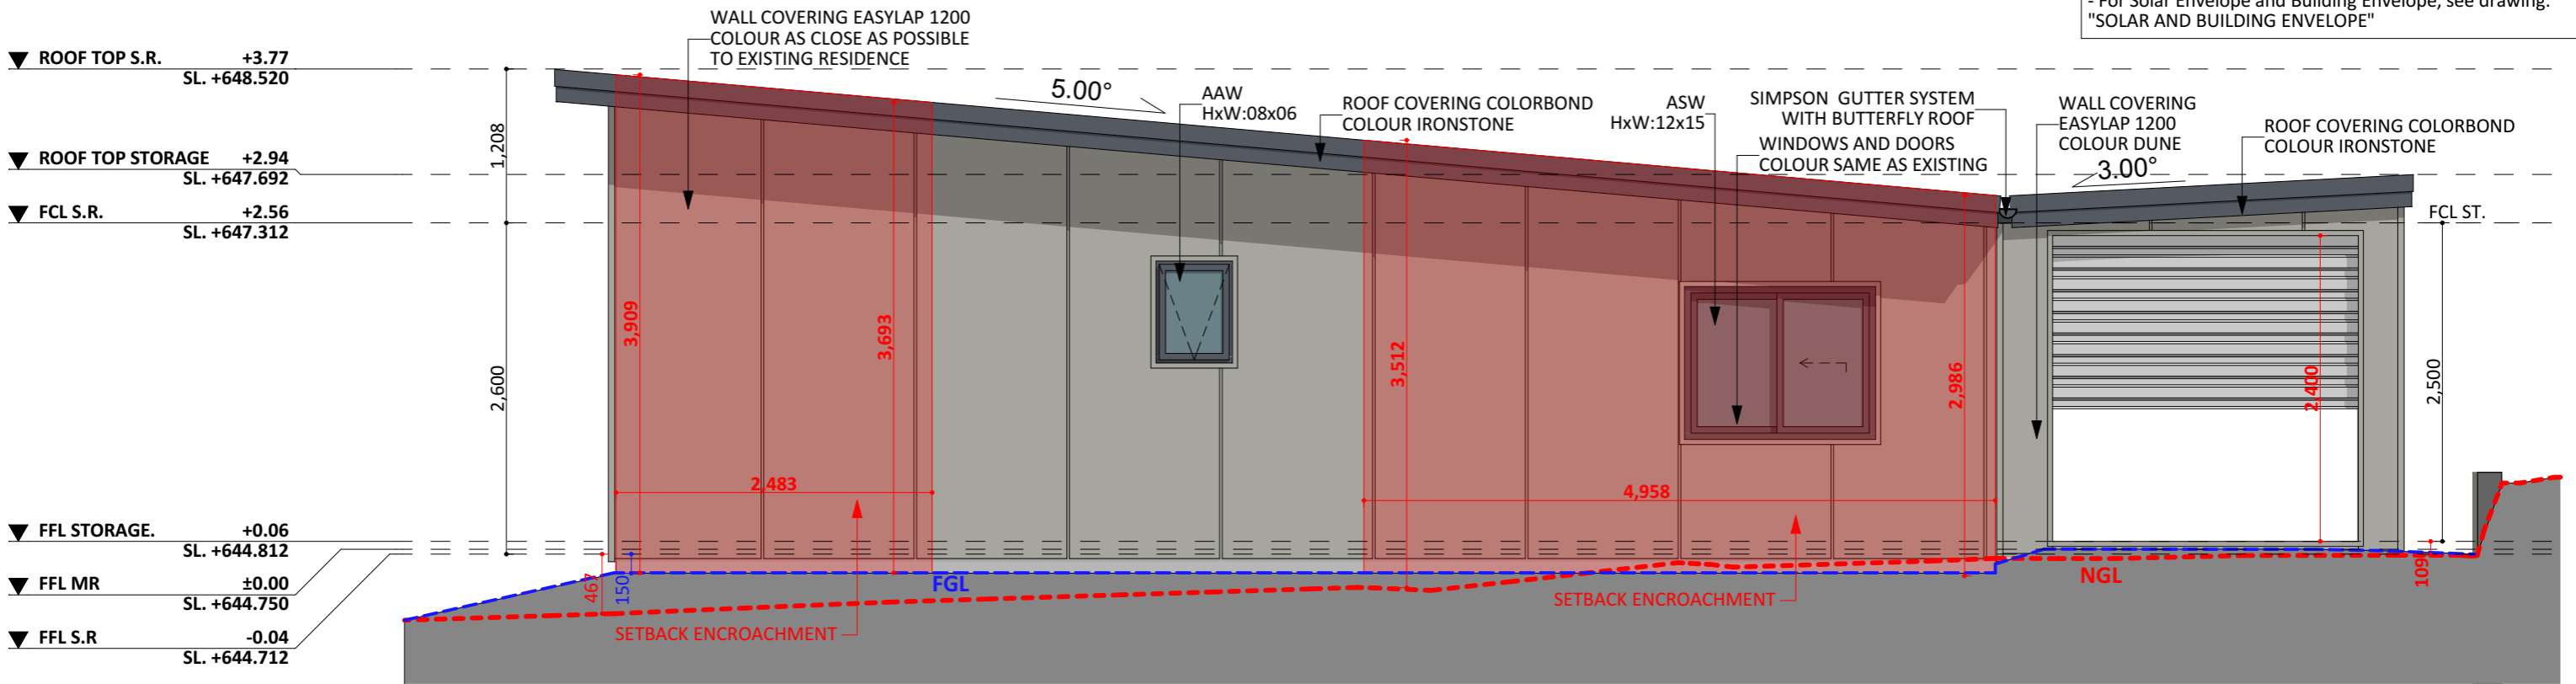 - For Solar Envelope and Building Envelope, see drawing:
"SOLAR AND BUILDING ENVELOPE"
WALL COVERING EASYLAP 1200
COLOUR AS CLOSE AS POSSIBLE
TO EXISTING RESIDENCE
ROOF TOP S.R. +3.77
SL. +648.520
5.00°
AAW
HxW:08x06
ROOF COVERING COLORBOND
COLOUR IRONSTONE
ASW
HxW:12x15
SIMPSON GUTTER SYSTEM
WITH BUTTERFLY ROOF
WINDOWS AND DOORS
COLOUR SAME AS EXISTING
WALL COVERING
EASYLAP 1200
COLOUR DUNE
3.00°
ROOF COVERING COLORBOND
COLOUR IRONSTONE
1,208
ROOF TOP STORAGE +2.94
SL. +647.692
FCL S.R. +2.56
SL. +647.312
FCL ST.
3,909
3,693
3,512
2,986
2,400
2,600
2,500
2,483
4,958
FFL STORAGE. +0.06
SL. +644.812
FFL MR ±0.00
SL. +644.750
FFL S.R -0.04
SL. +644.712
467
150
FGL
NGL
109
SETBACK ENCROACHMENT
SETBACK ENCROACHMENT